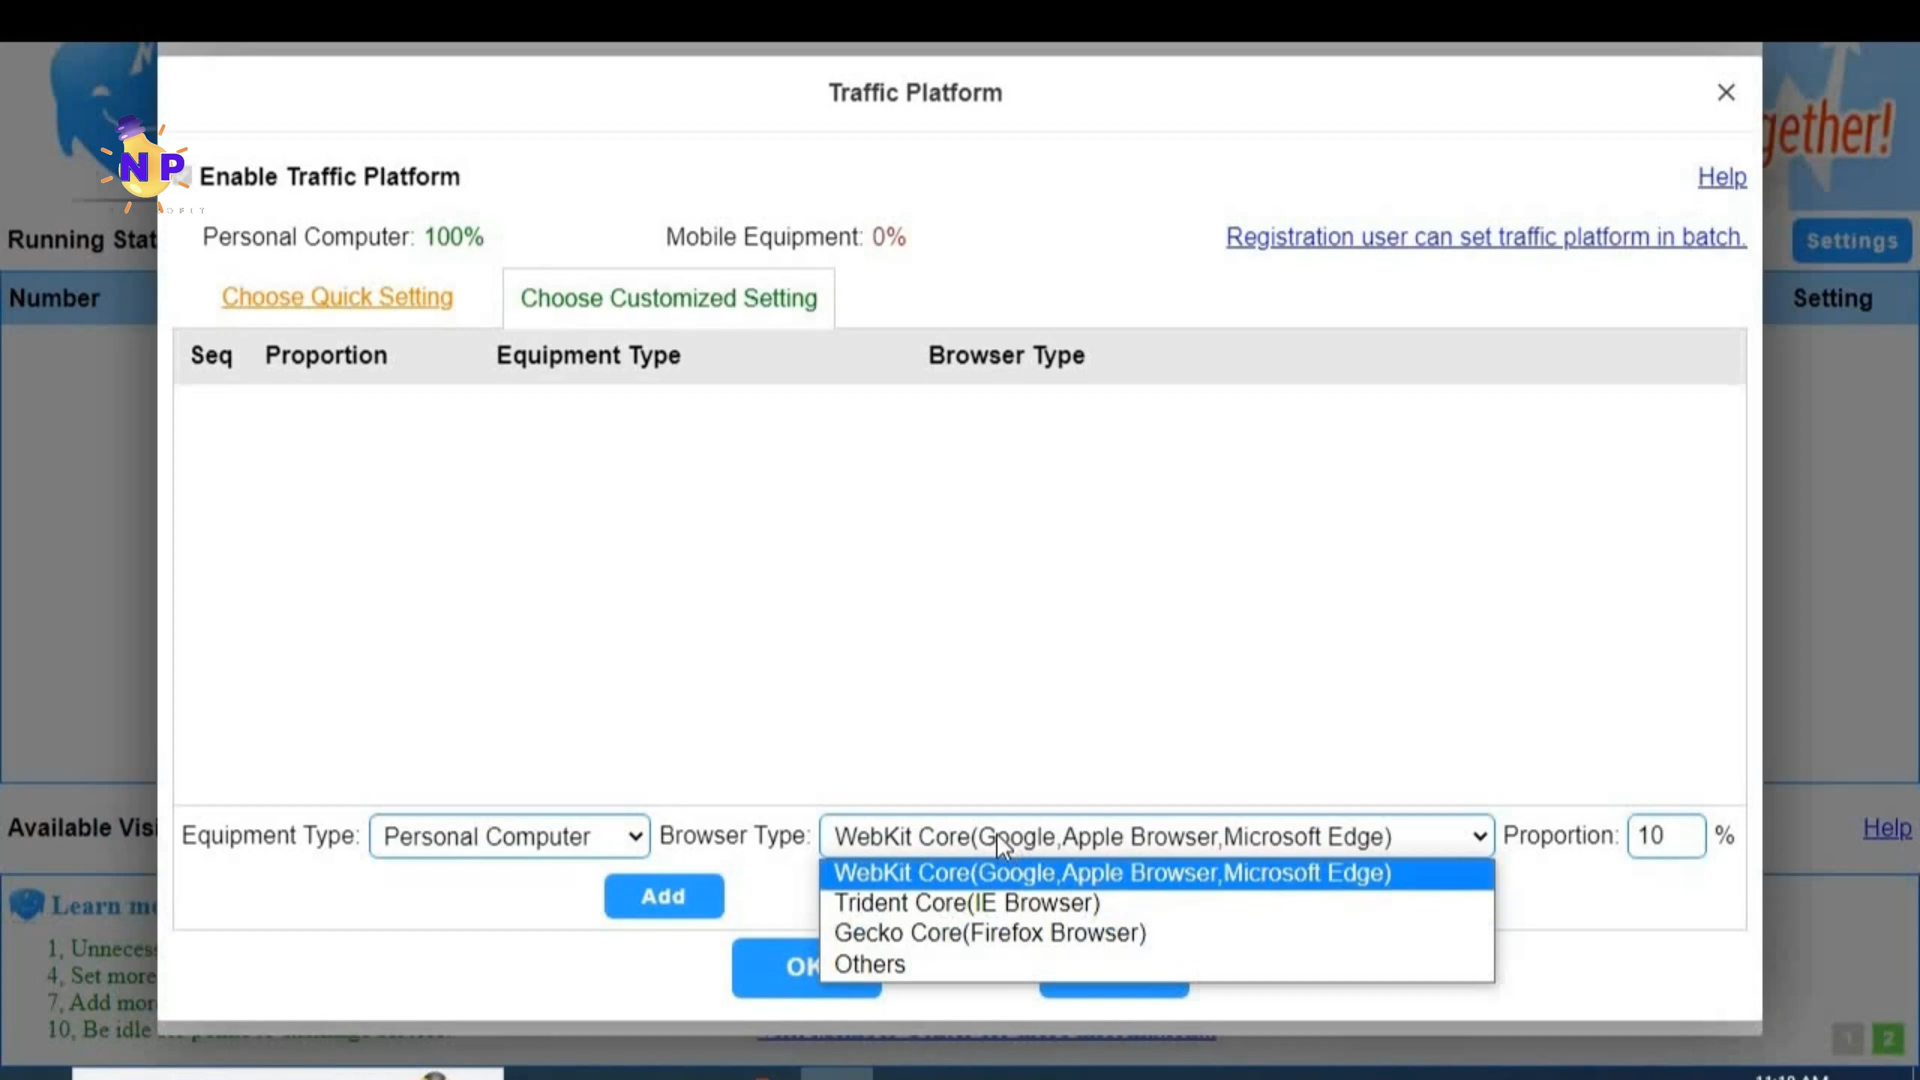 Traffic Platform
gether!
N P
Enable Traffic Platform
Help
Running Stat
Personal Computer: 100%
Mobile Equipment: 0%
Registration user can set traffic platform in batch.
Settings
Number
Choose Quick Setting
Choose Customized Setting
Setting
Seq
Proportion
Equipment Type
Browser Type
Available Visi
Equipment Type:
Personal Computer
Browser Type:
WebKit Core(Google,Apple Browser,Microsoft Edge)
Proportion: 10 %
Help
WebKit Core(Google,Apple Browser,Microsoft Edge)
Trident Core(IE Browser)
Gecko Core(Firefox Browser)
Others
Add
Learn mo
OK
1, Unneces
4, Set more
7, Add mor
10, Be idle
1
2